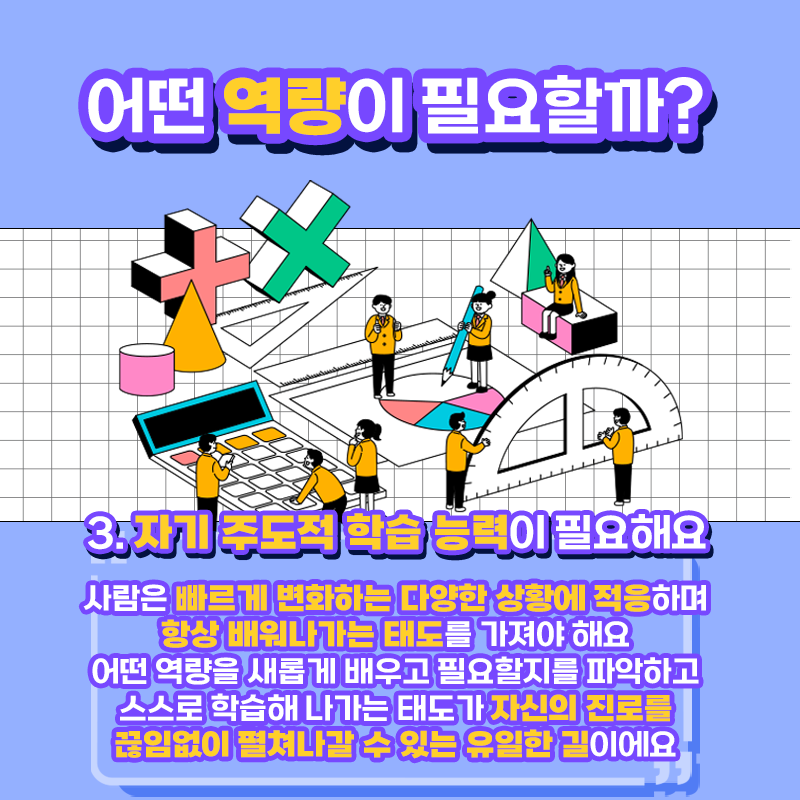 어떤 역량이 필요할까?
3. 자기 주도적 학습 능력이 필요해요
사람은 빠르게 변화하는 다양한 상황에 적응하며
항상 배워나가는 태도를 가져야 해요
어떤 역량을 새롭게 배우고 필요할지를 파악하고
스스로 학습해 나가는 태도가 자신의 진로를
끊임없이 펼쳐나갈 수 있는 유일한 길이에요